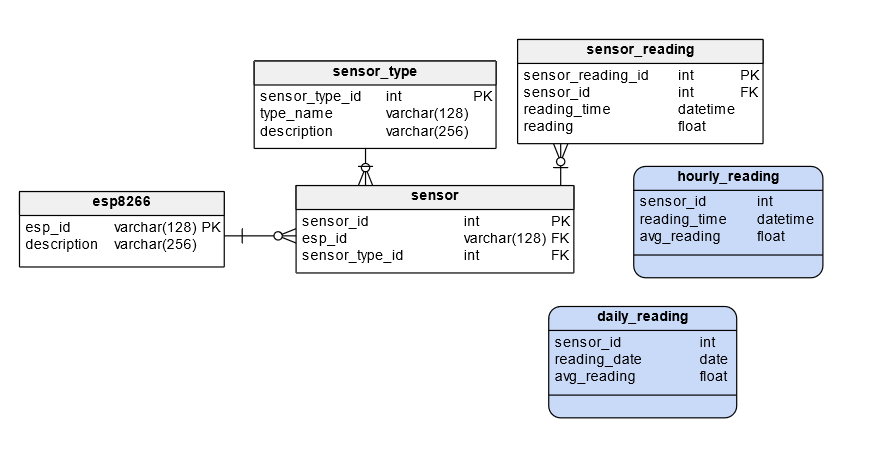 sensor_type
sensor_type_id int PK
type_name varchar(128)
description varchar(256)
sensor_reading
sensor_reading_id int PK
sensor_id int FK
reading_time datetime
reading float
esp8266
esp_id varchar(128) PK
description varchar(256)
sensor
sensor_id int PK
esp_id varchar(128) FK
sensor_type_id int FK
hourly_reading
sensor_id int
reading_time datetime
avg_reading float
daily_reading
sensor_id int
reading_date date
avg_reading float